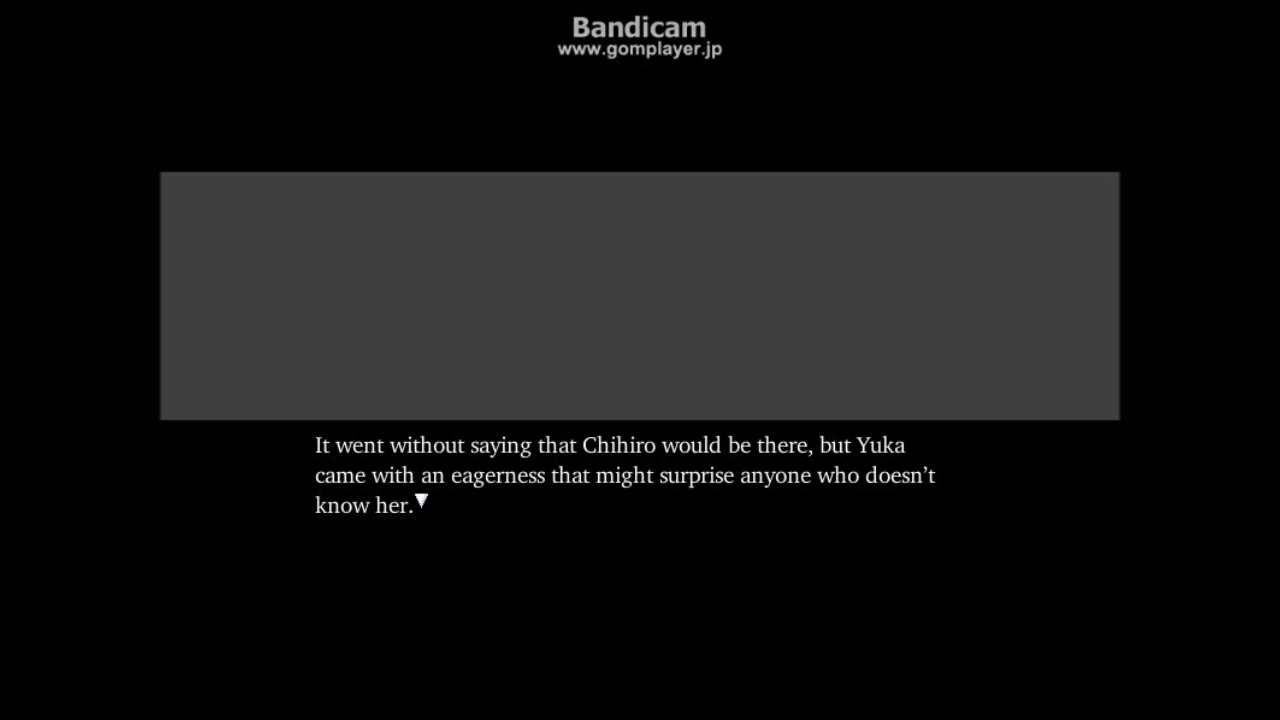 Bandicam
www.gomplayer.jp
It went without saying that Chihiro would be there, but Yuka
came with an eagerness that might surprise anyone who doesn’t
know her.